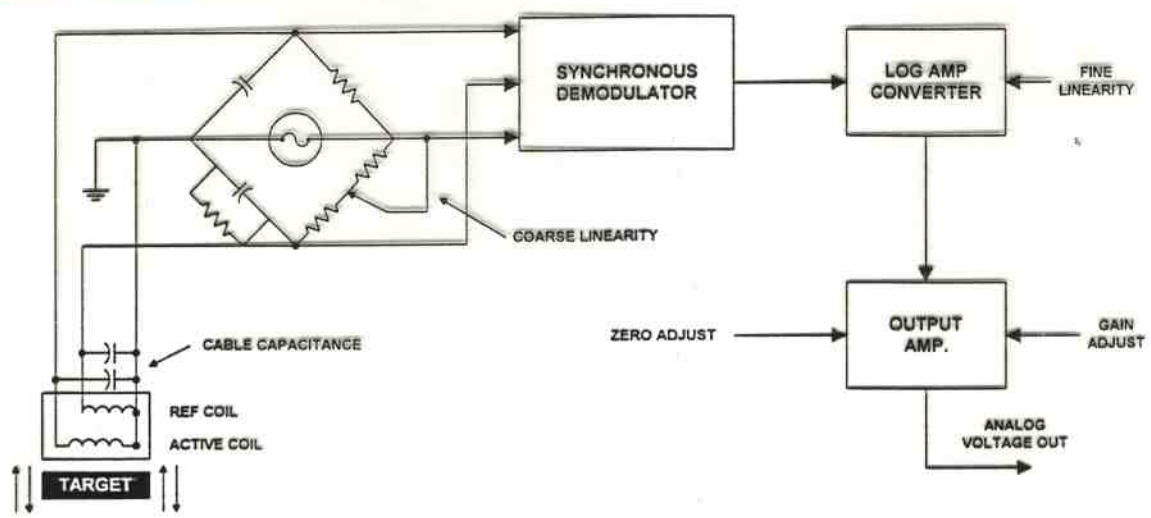 SYNCHRONOUS
DEMODULATOR
LOG AMP
CONVERTER
FINE
LINEARITY
COARSE LINEARITY
CABLE CAPACITANCE
REF COIL
ACTIVE COIL
TARGET
ZERO ADJUST
OUTPUT
AMP.
GAIN
ADJUST
ANALOG
VOLTAGE OUT